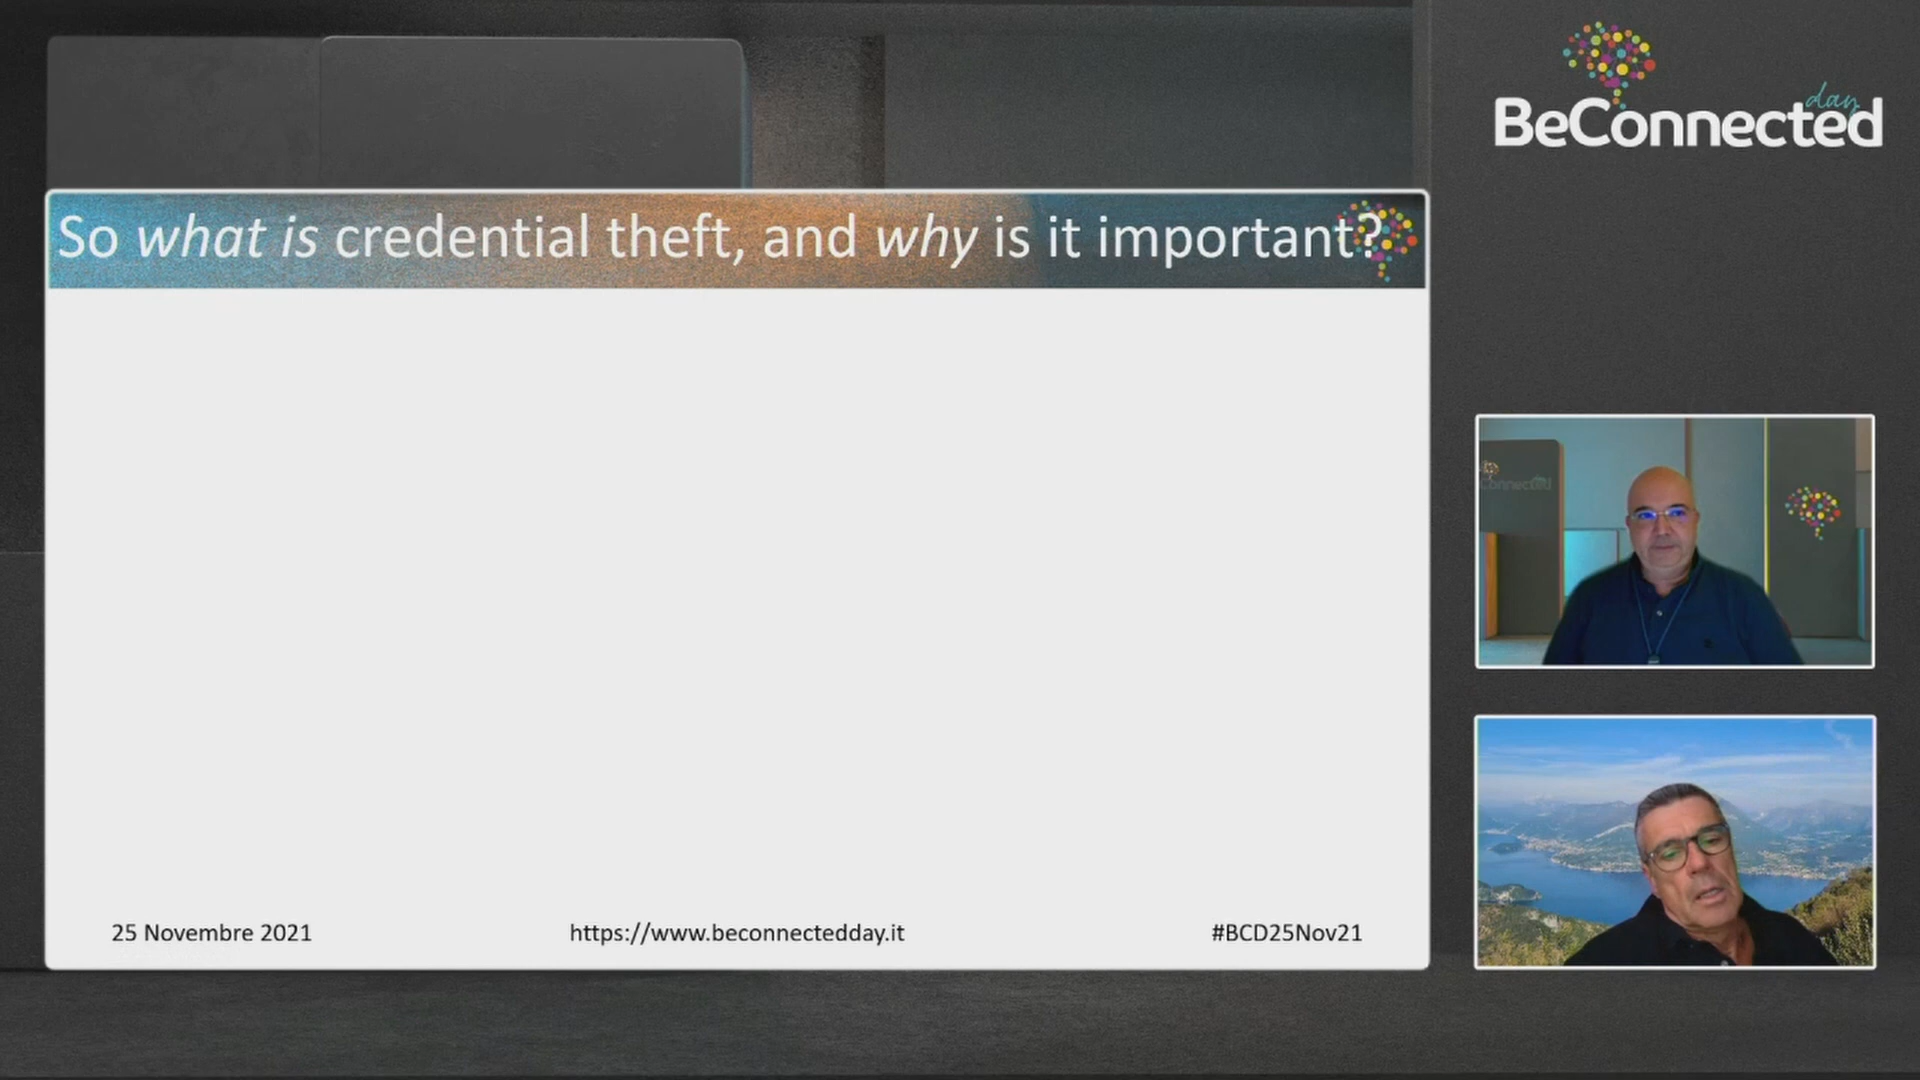 day
BeConnected
So what is credential theft, and why is it important?
Connected
25 Novembre 2021
https://www.beconnectedday.it
#BCD25Nov21